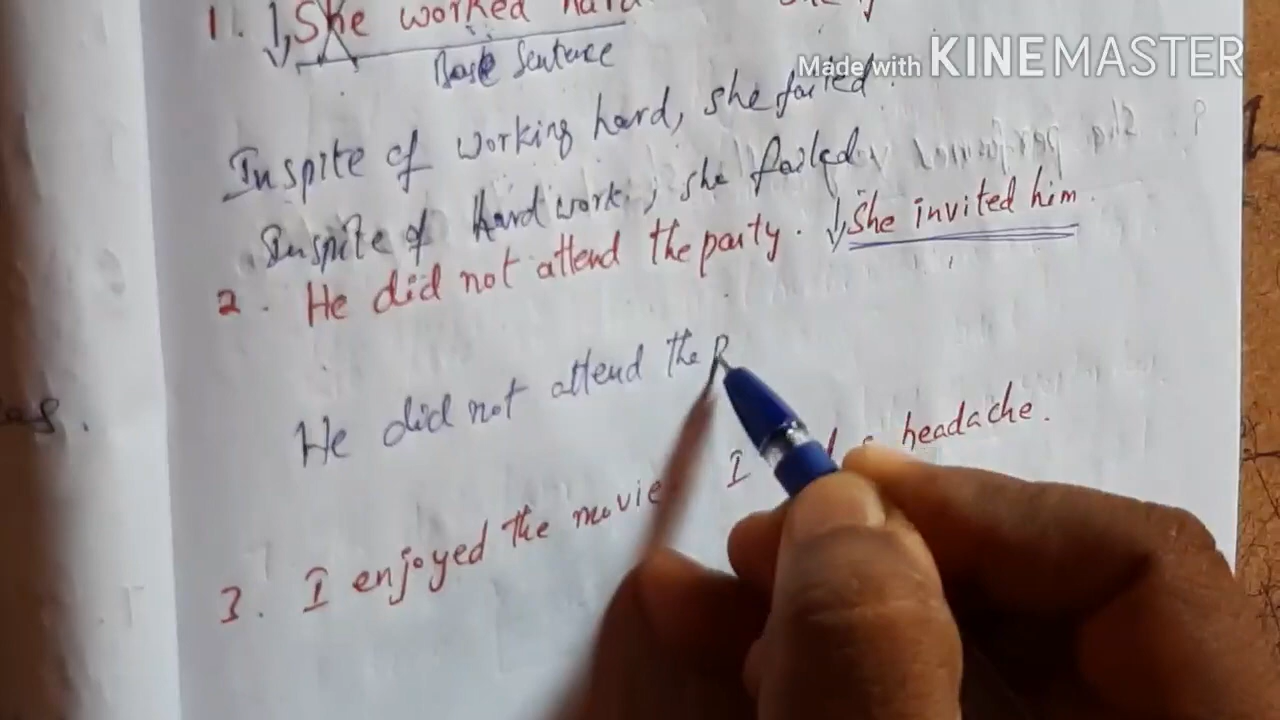 1. She worked hard
Base Sentence
Inspite of working hard, she failed.
Inspite of Hard work, she failed
2. He did not attend the party. She invited him.
He did not attend the P
3. I enjoyed the movie I headache.
Made with KINEMASTER